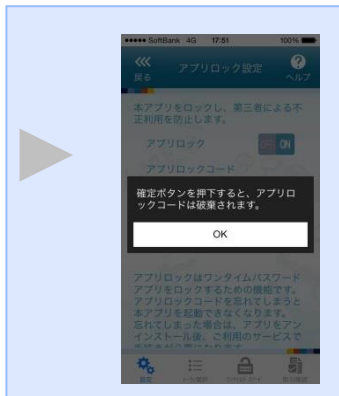 SoftBank 4G 17:51 100%
戻る
アプリロック設定
?
ヘルプ
本アプリをロックし、第三者による不
正利用を防止します。
アプリロック
OFF ON
アプリロックコード
確定ボタンを押下すると、アプリロ
ックコードは破棄されます。
OK
アプリロックはワンタイムパスワード
アプリをロックするための機能です。
アプリロックコードを忘れてしまうと
本アプリを起動できなくなります。
忘れてしまった場合は、アプリをアン
インストール後、ご利用のサービスで